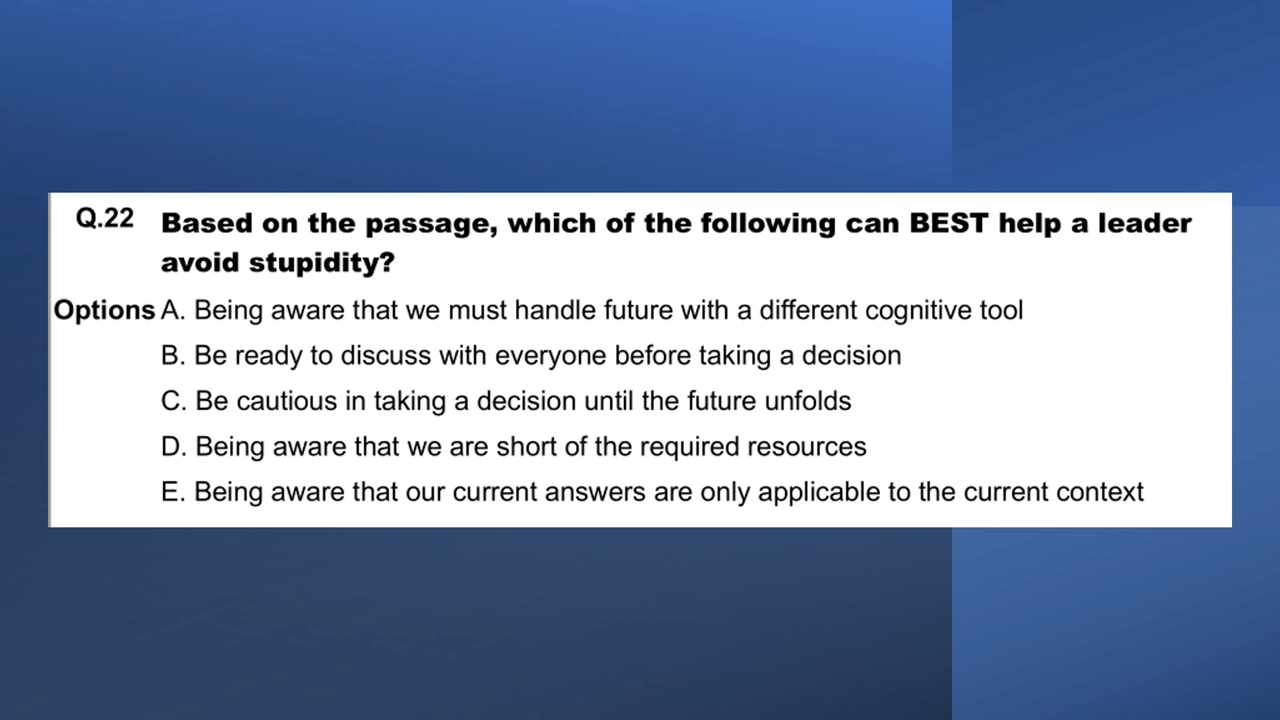 Q.22 Based on the passage, which of the following can BEST help a leader
avoid stupidity?
Options A. Being aware that we must handle future with a different cognitive tool
B. Be ready to discuss with everyone before taking a decision
C. Be cautious in taking a decision until the future unfolds
D. Being aware that we are short of the required resources
E. Being aware that our current answers are only applicable to the current context